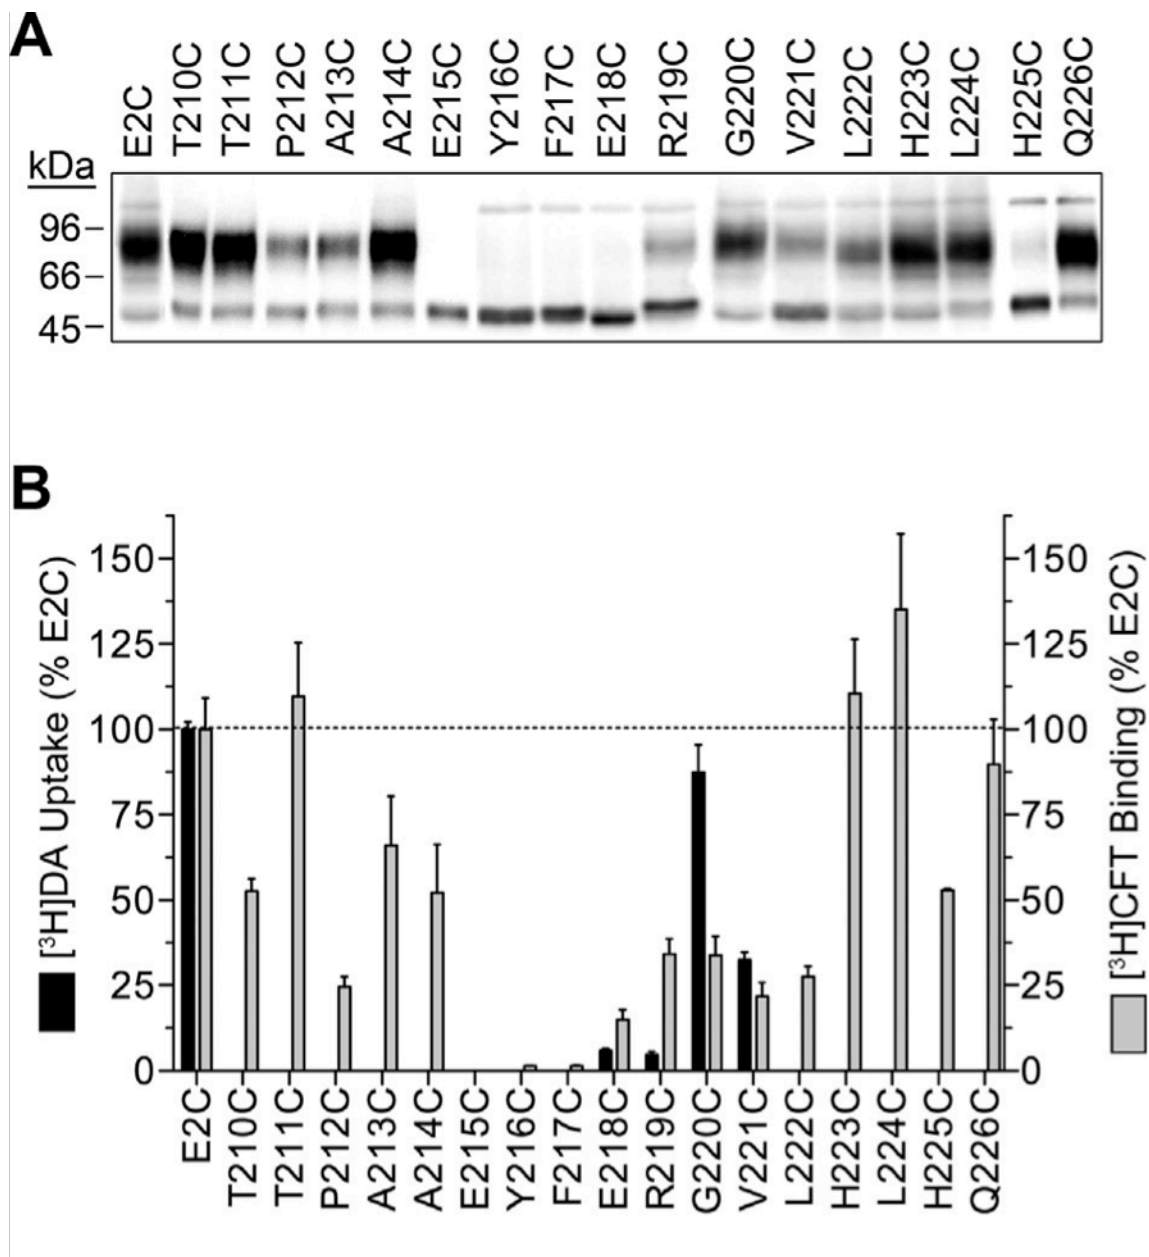 A
E2C T210C T211C P212C A213C A214C E215C Y216C F217C E218C R219C G220C V221C L222C H223C L224C H225C Q226C
kDa
96
66
45
B
[³H]DA Uptake (% E2C)
150 150
125 125
100 100
75 75
50 50
25 25
0 0
[³H]CFT Binding (% E2C)
E2C T210C T211C P212C A213C A214C E215C Y216C F217C E218C R219C G220C V221C L222C H223C L224C H225C Q226C